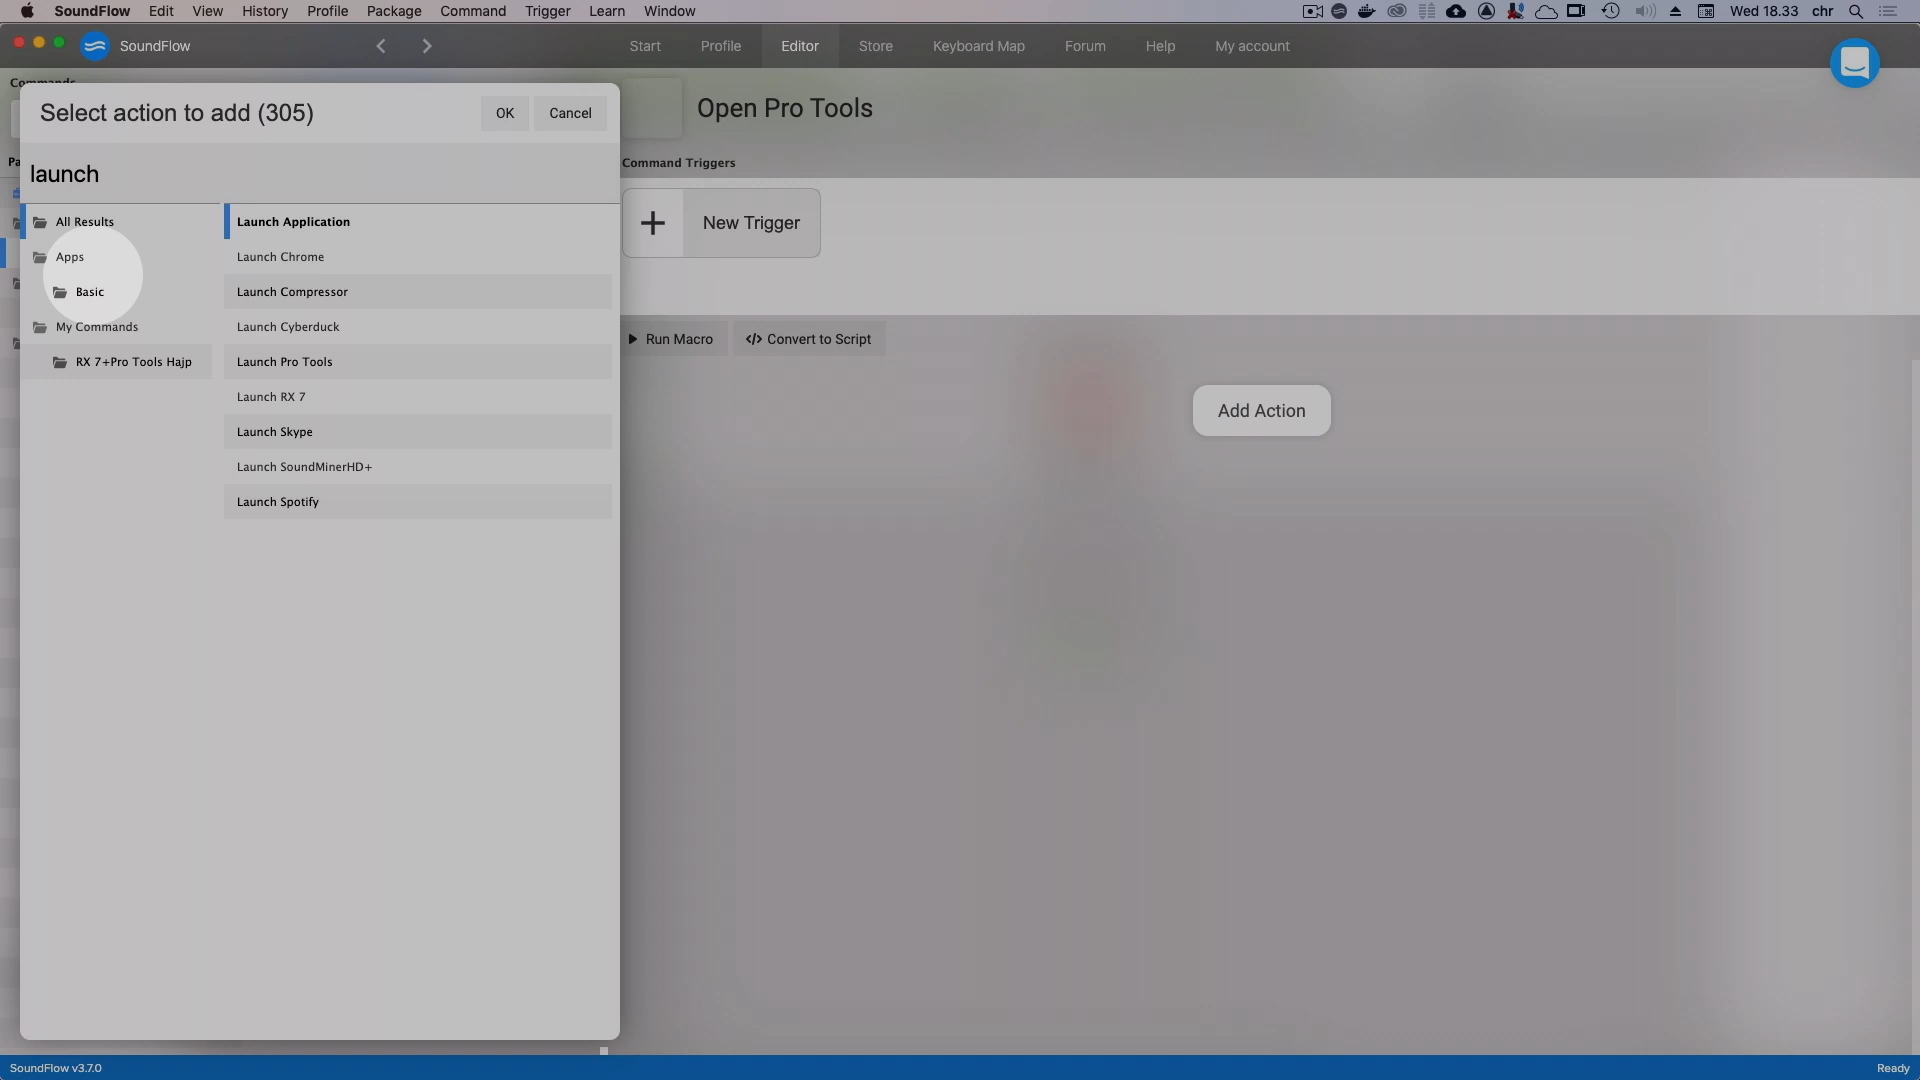 SoundFlow Edit View History Profile Package Command Trigger Learn Window Wed 18.33 chr
SoundFlow Start Profile Editor Store Keyboard Map Forum Help My account
Commands
Select action to add (305) OK Cancel
Open Pro Tools
Pa
Command Triggers
launch
All Results
Apps
Basic
My Commands
RX 7+Pro Tools Hajp
Launch Application
Launch Chrome
Launch Compressor
Launch Cyberduck
Launch Pro Tools
Launch RX 7
Launch Skype
Launch SoundMinerHD+
Launch Spotify
New Trigger
Run Macro </> Convert to Script
Add Action
SoundFlow v3.7.0 Ready